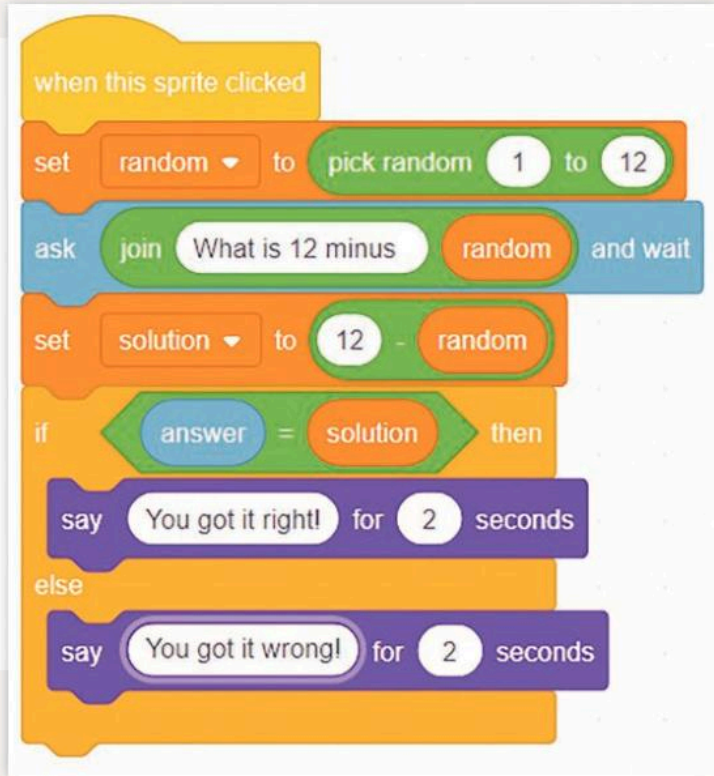 when this sprite clicked
set random to pick random 1 to 12
ask join What is 12 minus random and wait
set solution to 12 - random
if answer = solution then
say You got it right! for 2 seconds
else
say You got it wrong! for 2 seconds